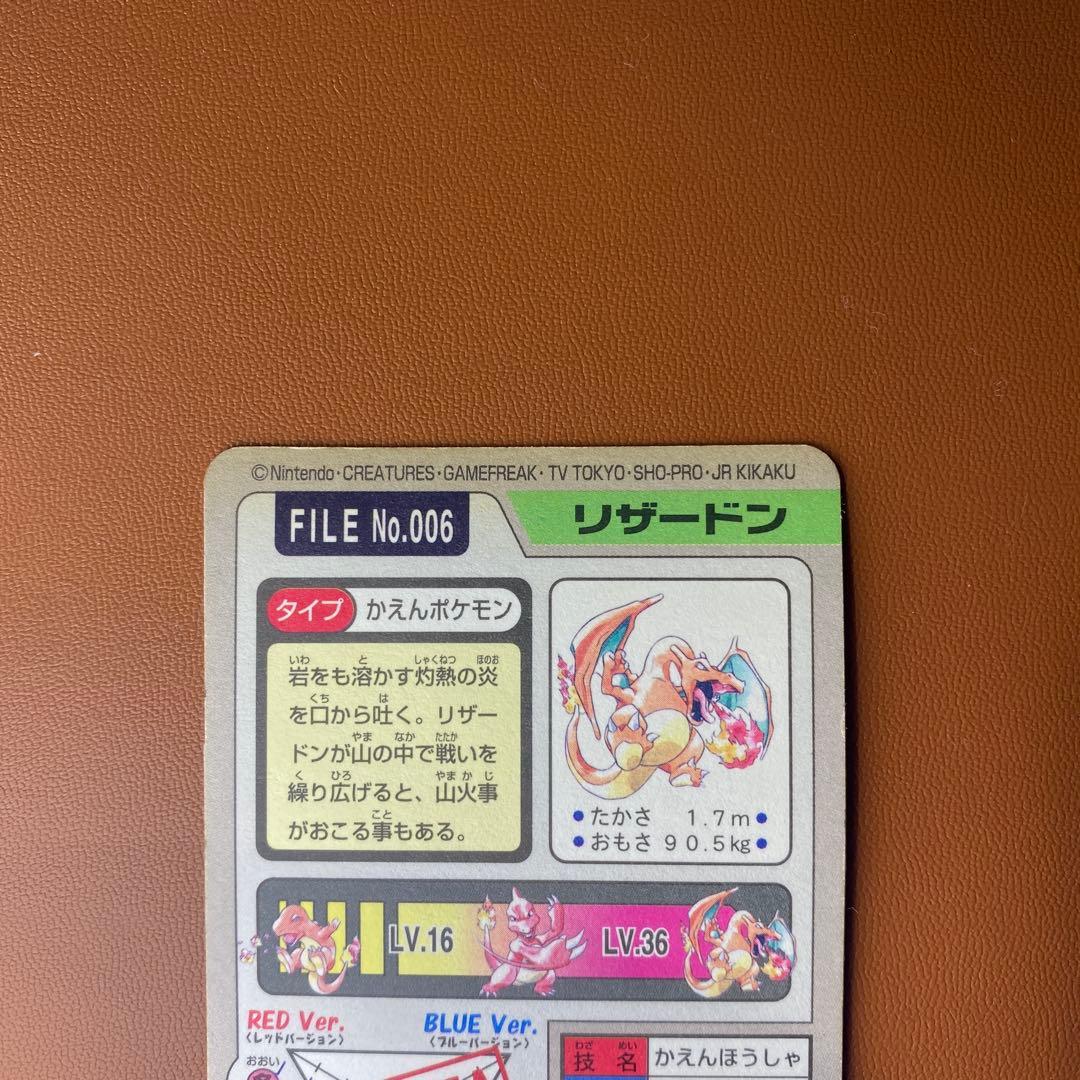 ©Nintendo・CREATURES・GAMEFREAK・TV TOKYO・SHO-PRO・JR KIKAKU
FILE No.006
リザードン
タイプ かえんポケモン
いわ と しゃくねつ ほのお
岩をも溶かす灼熱の炎
くち は
を口から吐く。リザー
やま なか たたか
ドンが山の中で戦いを
く ひろ やまかじ
繰り広げると、山火事
こと
がおこる事もある。
●たかさ 1.7m●
●おもさ 90.5kg●
LV.16
LV.36
RED Ver.
(レッドバージョン)
BLUE Ver.
(ブルーバージョン)
おおい
わざ めい
技名 かえんほうしゃ